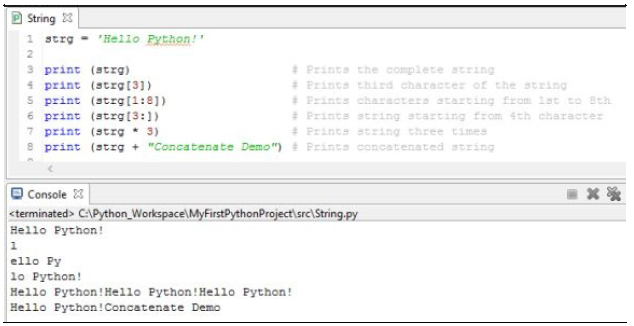 String
1 strg = 'Hello Python!'
2
3 print (strg) # Prints the complete string
4 print (strg[3]) # Prints third character of the string
5 print (strg[1:8]) # Prints characters starting from 1st to 8th
6 print (strg[3:]) # Prints string starting from 4th character
7 print (strg * 3) # Prints string three times
8 print (strg + "Concatenate Demo") # Prints concatenated string
Console
<terminated> C:\Python_Workspace\MyFirstPythonProject\src\String.py
Hello Python!
l
ello Py
lo Python!
Hello Python!Hello Python!Hello Python!
Hello Python!Concatenate Demo